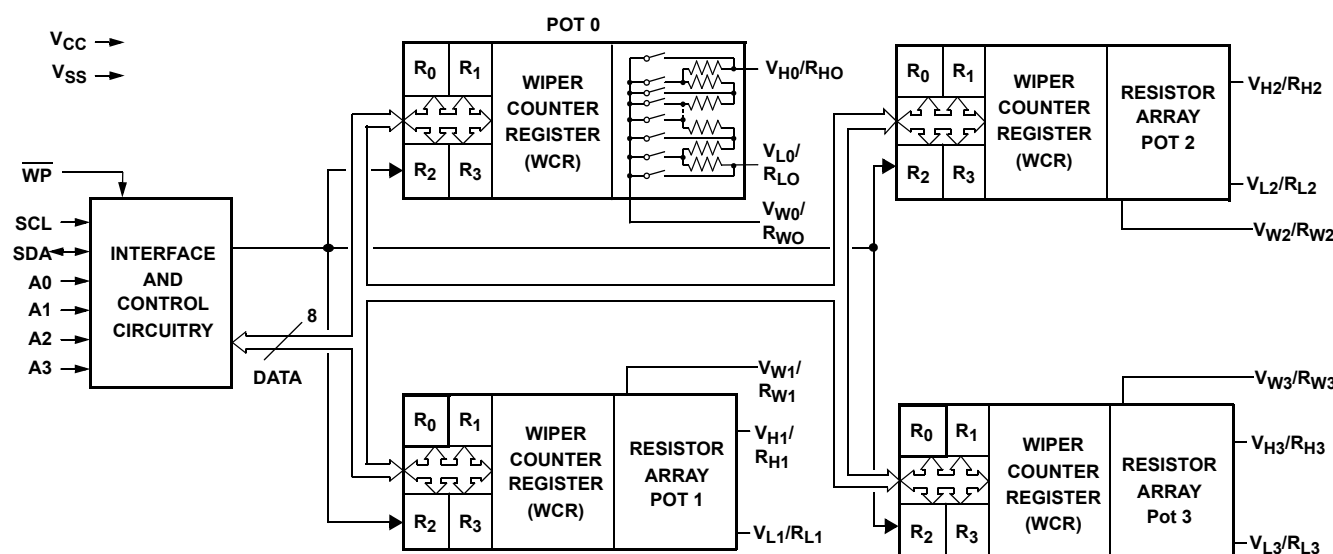 POT 0
VCC
VSS
WP
SCL
SDA
A0
A1
A2
A3
INTERFACE
AND
CONTROL
CIRCUITRY
8
DATA
R0 R1
R2 R3
WIPER
COUNTER
REGISTER
(WCR)
VH0/RHO
VL0/
RLO
VW0/
RWO
R0 R1
R2 R3
WIPER
COUNTER
REGISTER
(WCR)
RESISTOR
ARRAY
POT 2
VH2/RH2
VL2/RL2
VW2/RW2
R0 R1
R2 R3
WIPER
COUNTER
REGISTER
(WCR)
RESISTOR
ARRAY
POT 1
VW1/
RW1
VH1/
RH1
VL1/RL1
R0 R1
R2 R3
WIPER
COUNTER
REGISTER
(WCR)
RESISTOR
ARRAY
Pot 3
VW3/RW3
VH3/RH3
VL3/RL3